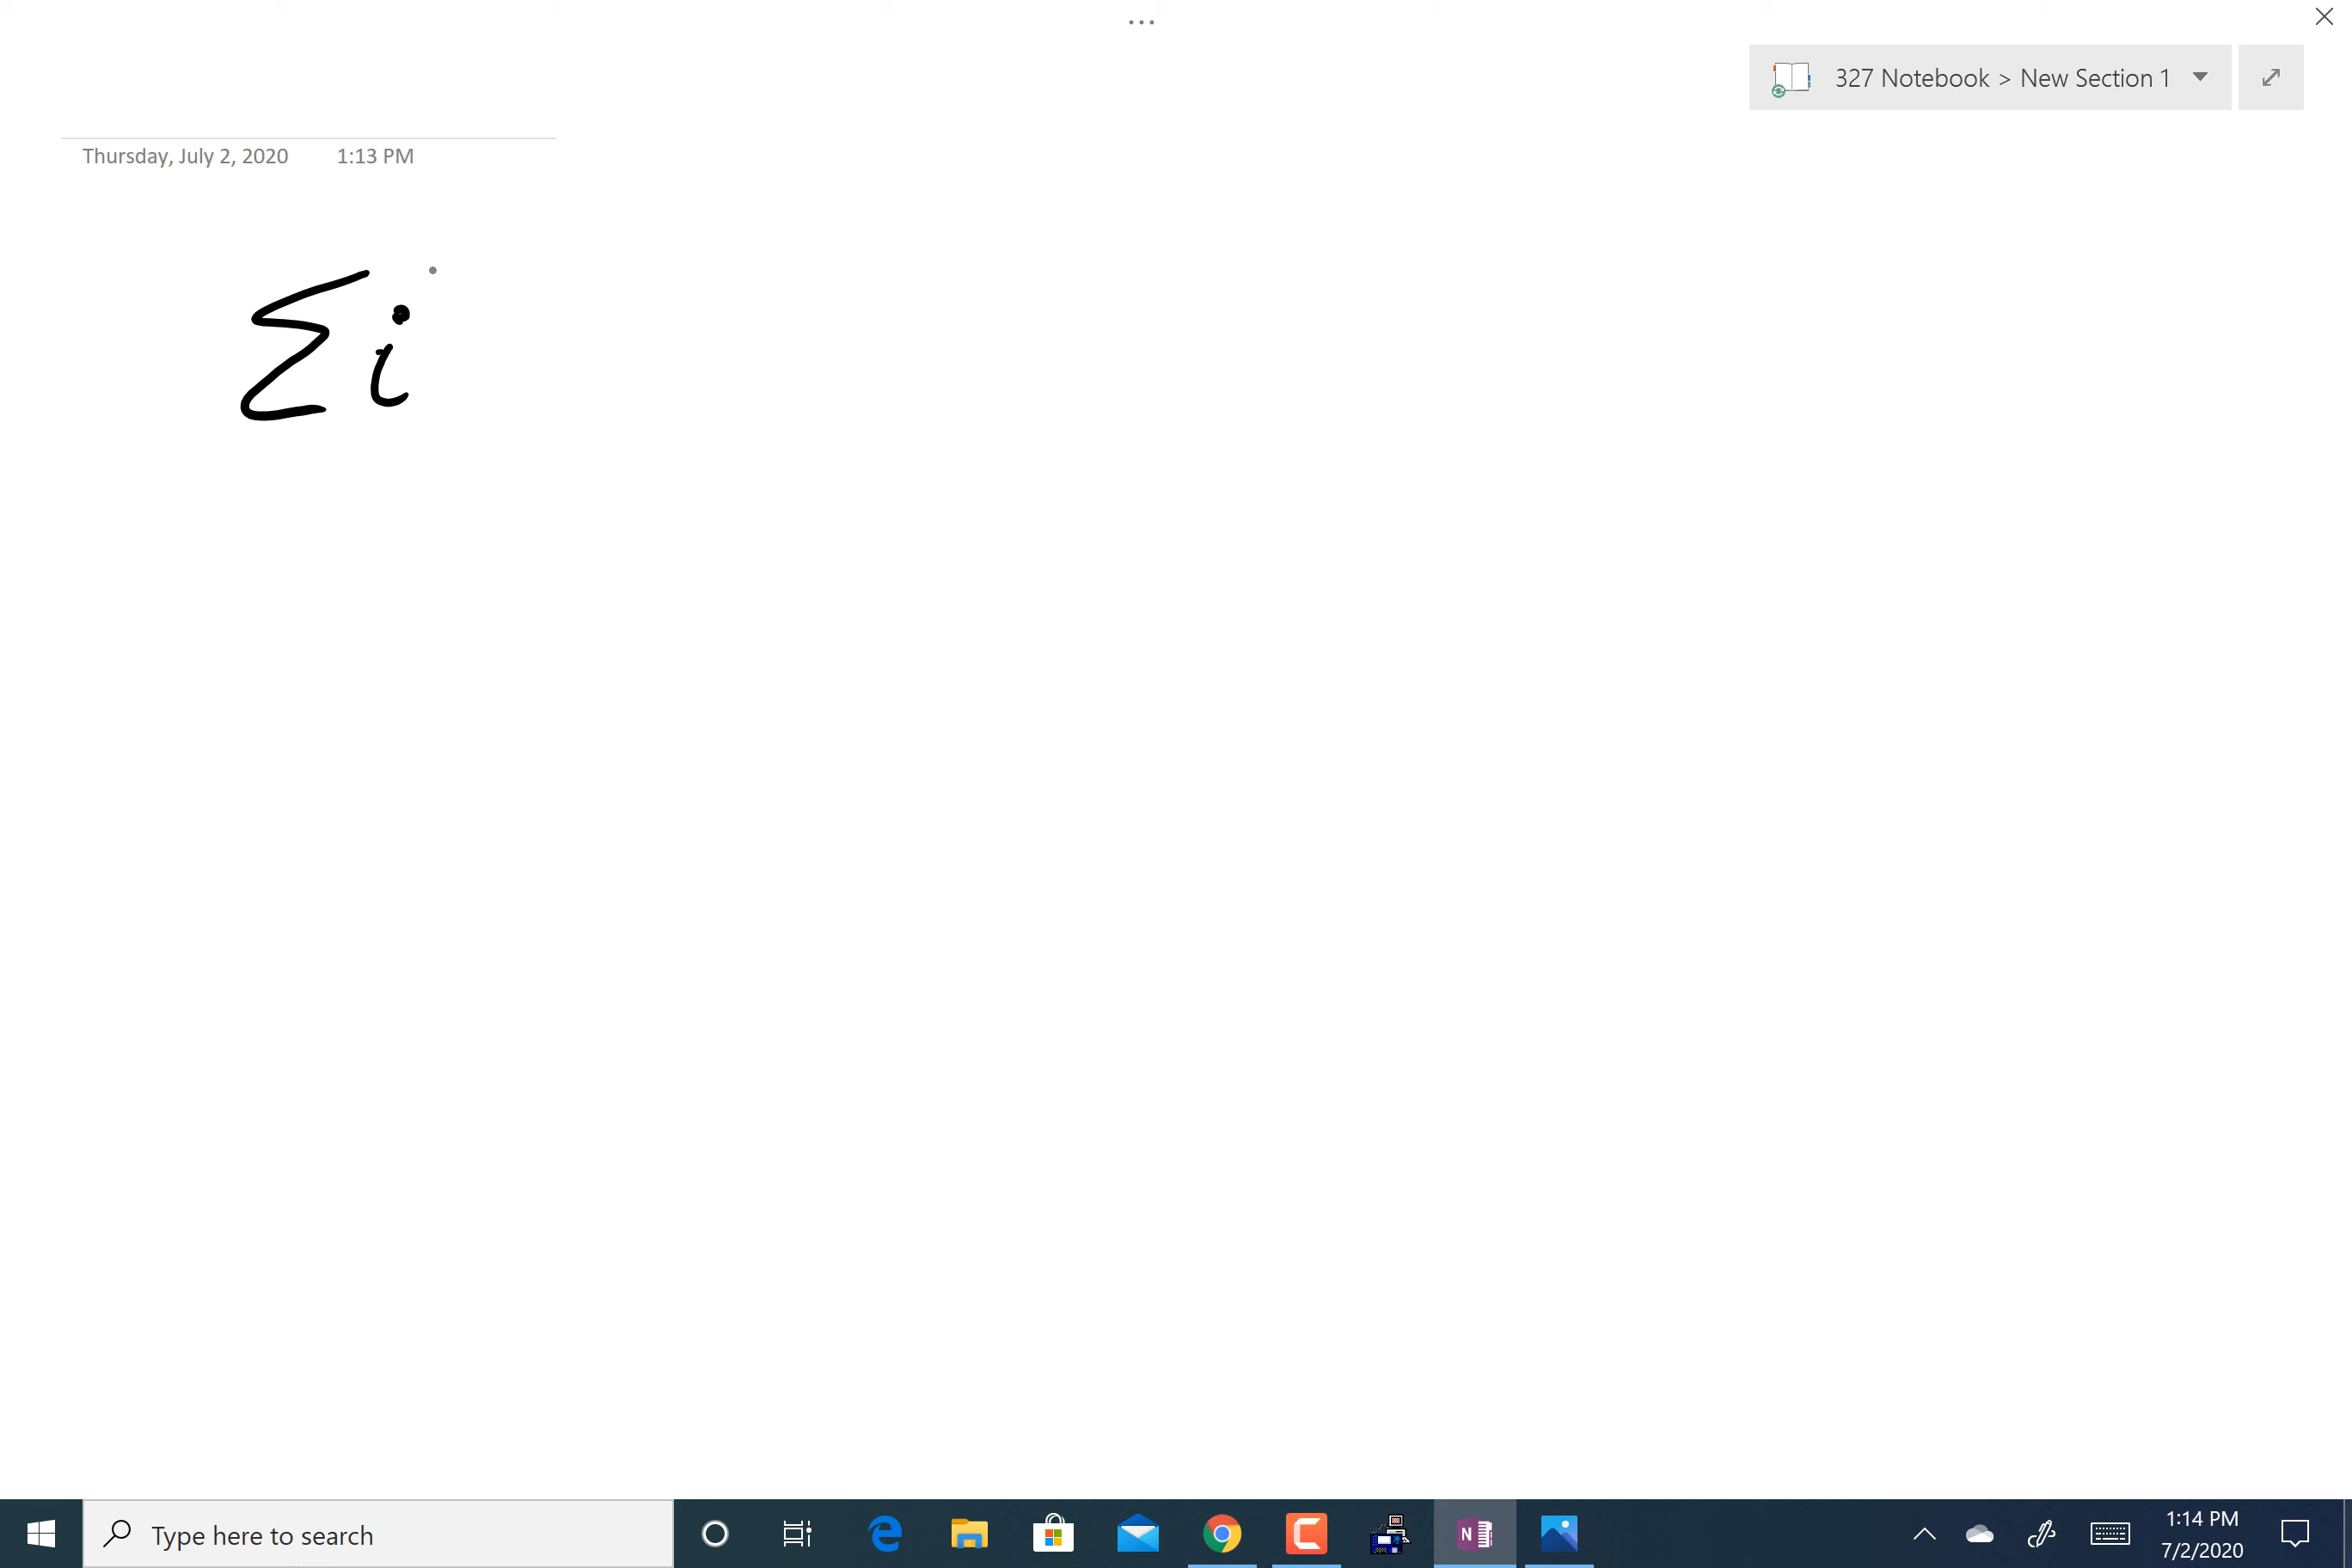 327 Notebook > New Section 1
Thursday, July 2, 2020 1:13 PM
Σi
Type here to search
1:14 PM
7/2/2020